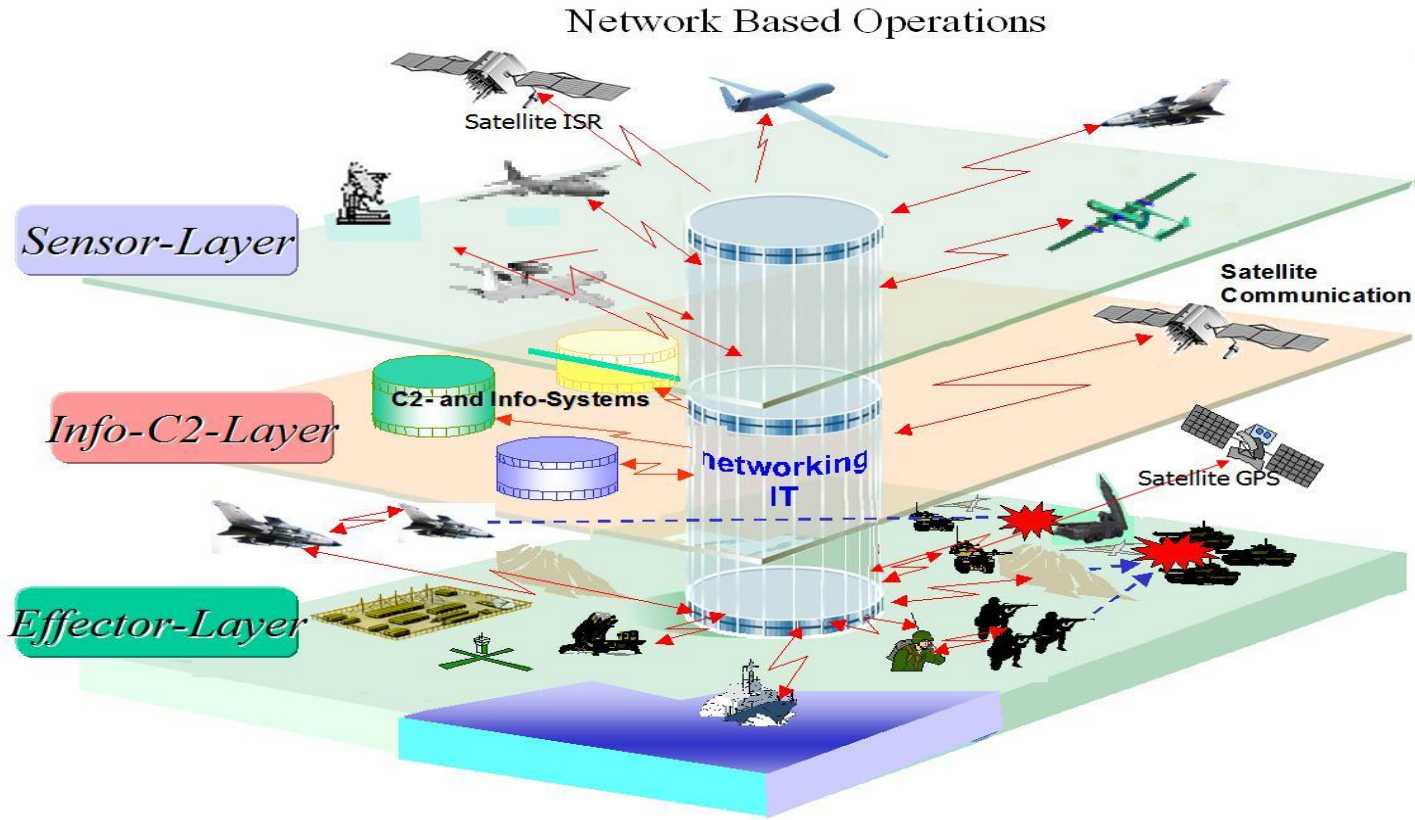 Network Based Operations
Satellite ISR
Sensor-Layer
Satellite
Communication
C2- and Info-Systems
Info-C2-Layer
networking
IT
Satellite GPS
Effector-Layer